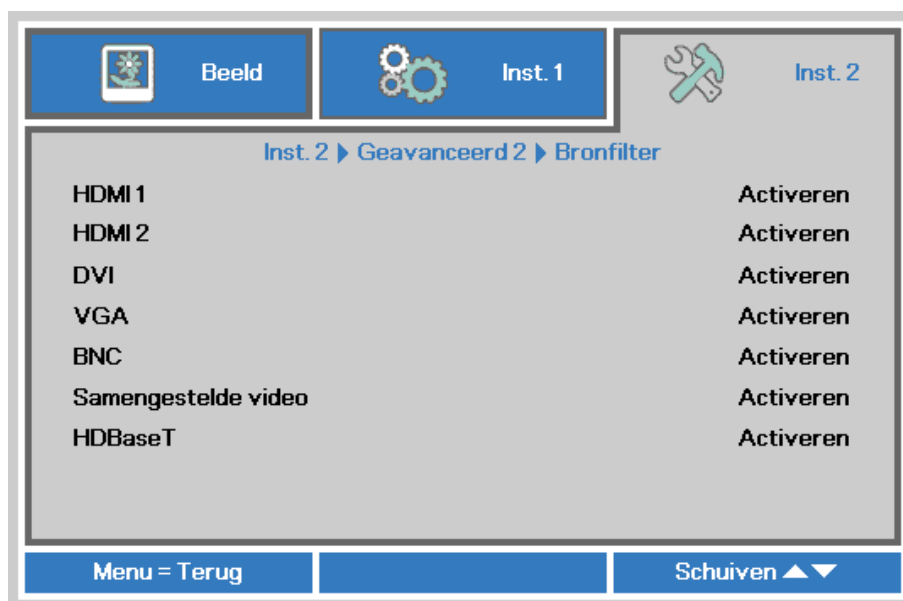 Beeld Inst. 1 Inst. 2
Inst. 2 Geavanceerd 2 Bronfilter
HDMI 1 Activeren
HDMI 2 Activeren
DVI Activeren
VGA Activeren
BNC Activeren
Samengestelde video Activeren
HDBaseT Activeren
Menu = Terug Schuiven